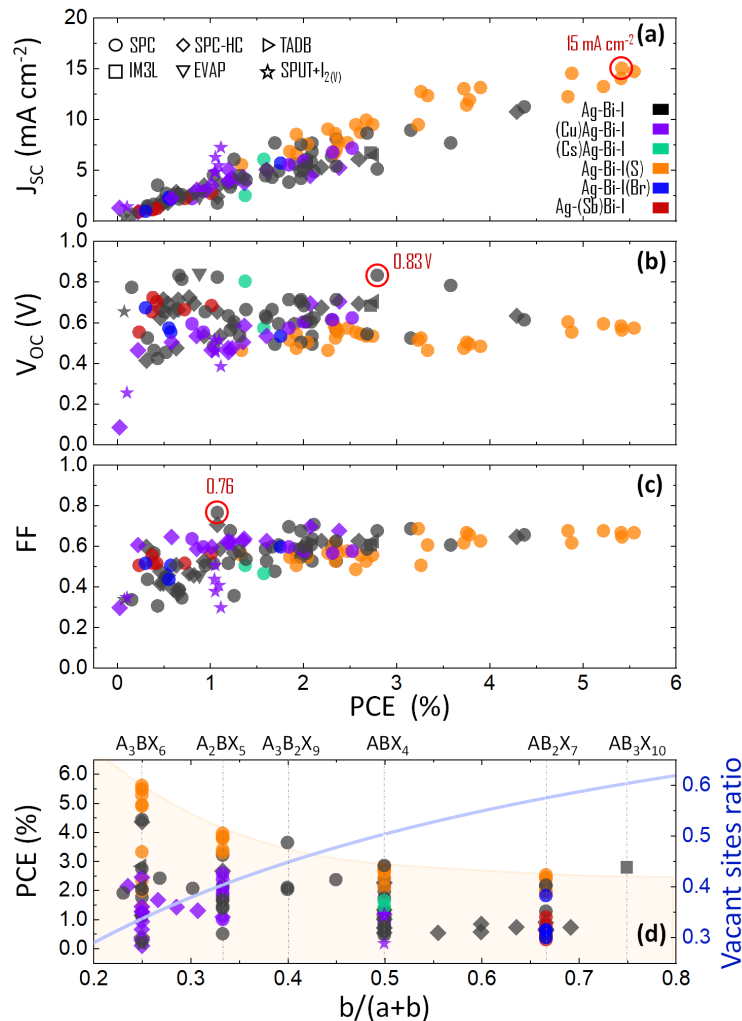 20
15
10
5
0
J_SC (mA cm⁻²)
SPC SPC-HC TADB
IM3L EVAP SPUT+I₂₍V₎
15 mA cm⁻²
(a)
Ag-Bi-I
(Cu)Ag-Bi-I
(Cs)Ag-Bi-I
Ag-Bi-I(S)
Ag-Bi-I(Br)
Ag-(Sb)Bi-I
1.0
0.8
0.6
0.4
0.2
0.0
V_OC (V)
0.83 V
(b)
1.0
0.8
0.6
0.4
0.2
0.0
FF
0.76
(c)
0 1 2 3 4 5 6
PCE (%)
A₃BX₆ A₂BX₅ A₃B₂X₉ ABX₄ AB₂X₇ AB₃X₁₀
6.0
5.0
4.0
3.0
2.0
1.0
0.0
PCE (%)
0.6
0.5
0.4
0.3
Vacant sites ratio
(d)
0.2 0.3 0.4 0.5 0.6 0.7 0.8
b/(a+b)